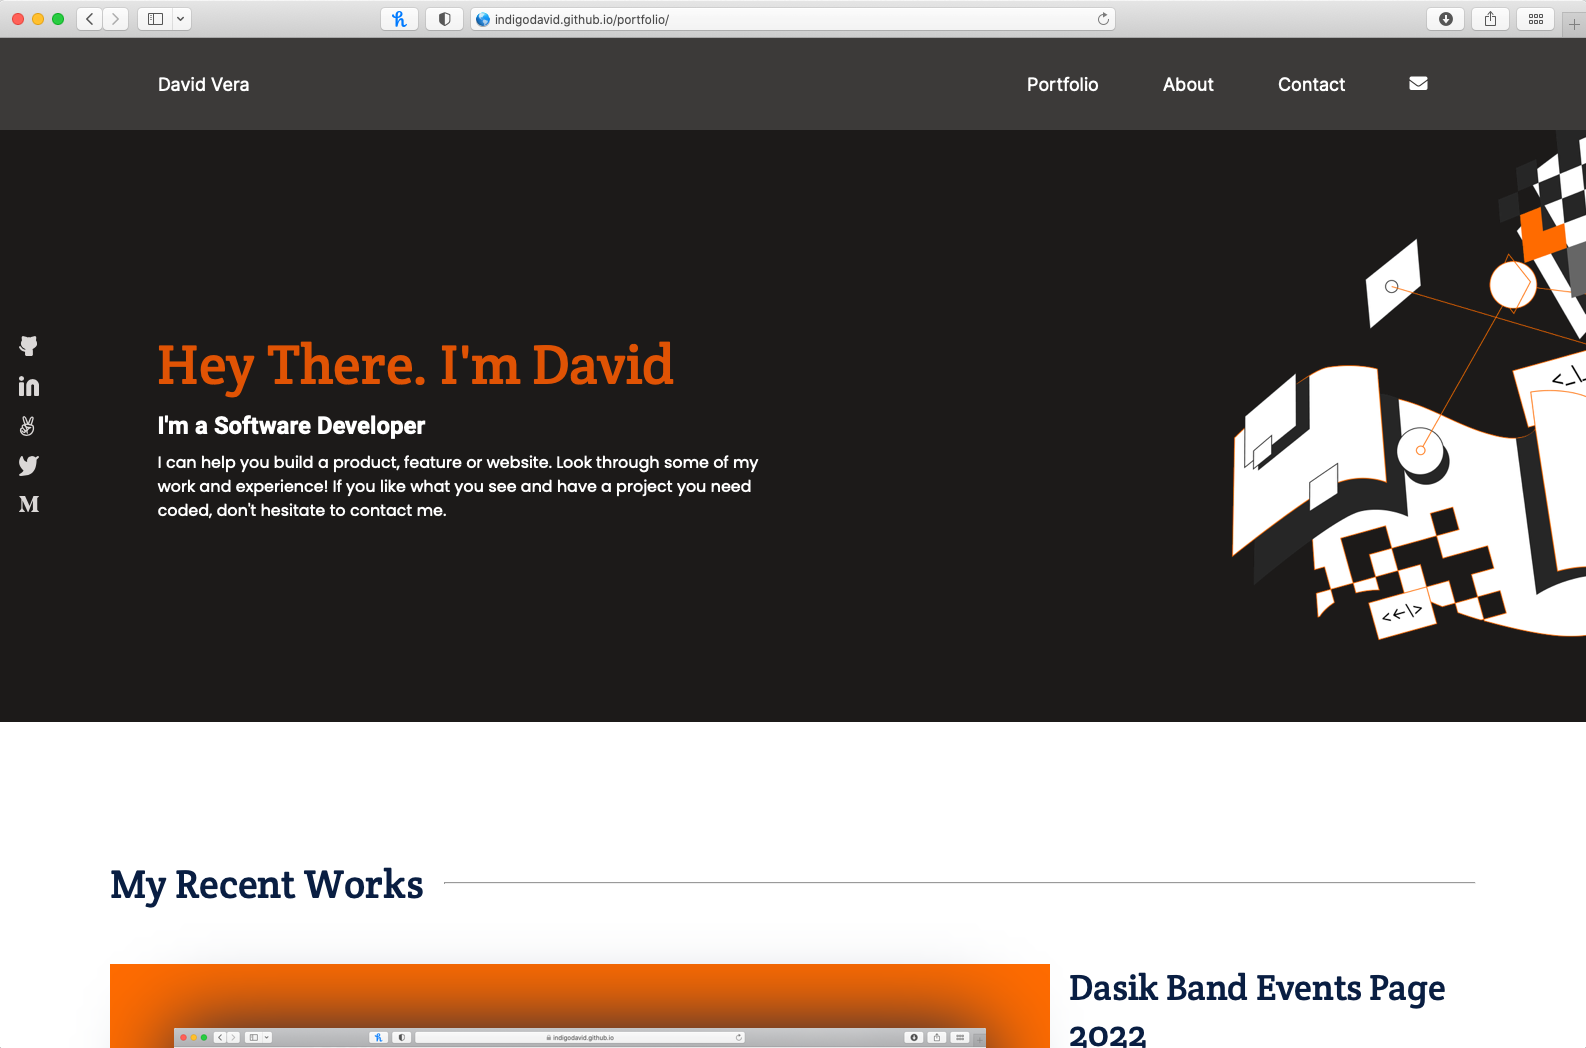 indigodavid.github.io/portfolio/
David Vera
Portfolio
About
Contact
Hey There. I'm David
I'm a Software Developer
I can help you build a product, feature or website. Look through some of my
work and experience! If you like what you see and have a project you need
coded, don't hesitate to contact me.
<_\
<←\>
My Recent Works
indigodavid.github.io
Dasik Band Events Page
2022